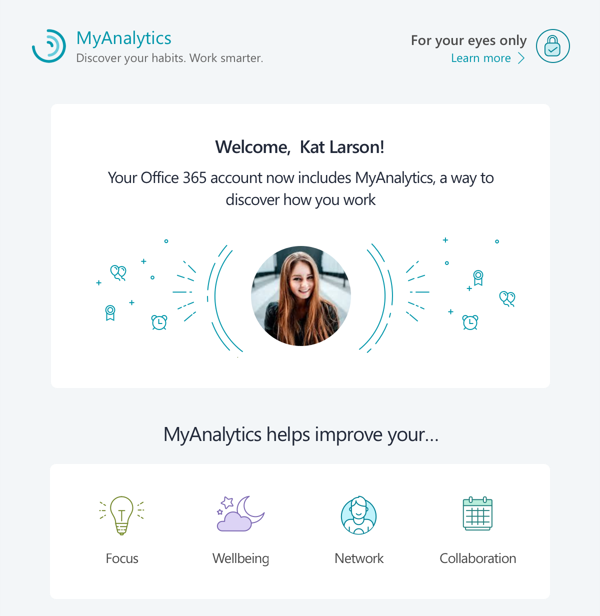 MyAnalytics
Discover your habits. Work smarter.
For your eyes only
Learn more
Welcome, Kat Larson!
Your Office 365 account now includes MyAnalytics, a way to
discover how you work
MyAnalytics helps improve your...
Focus
Wellbeing
Network
Collaboration